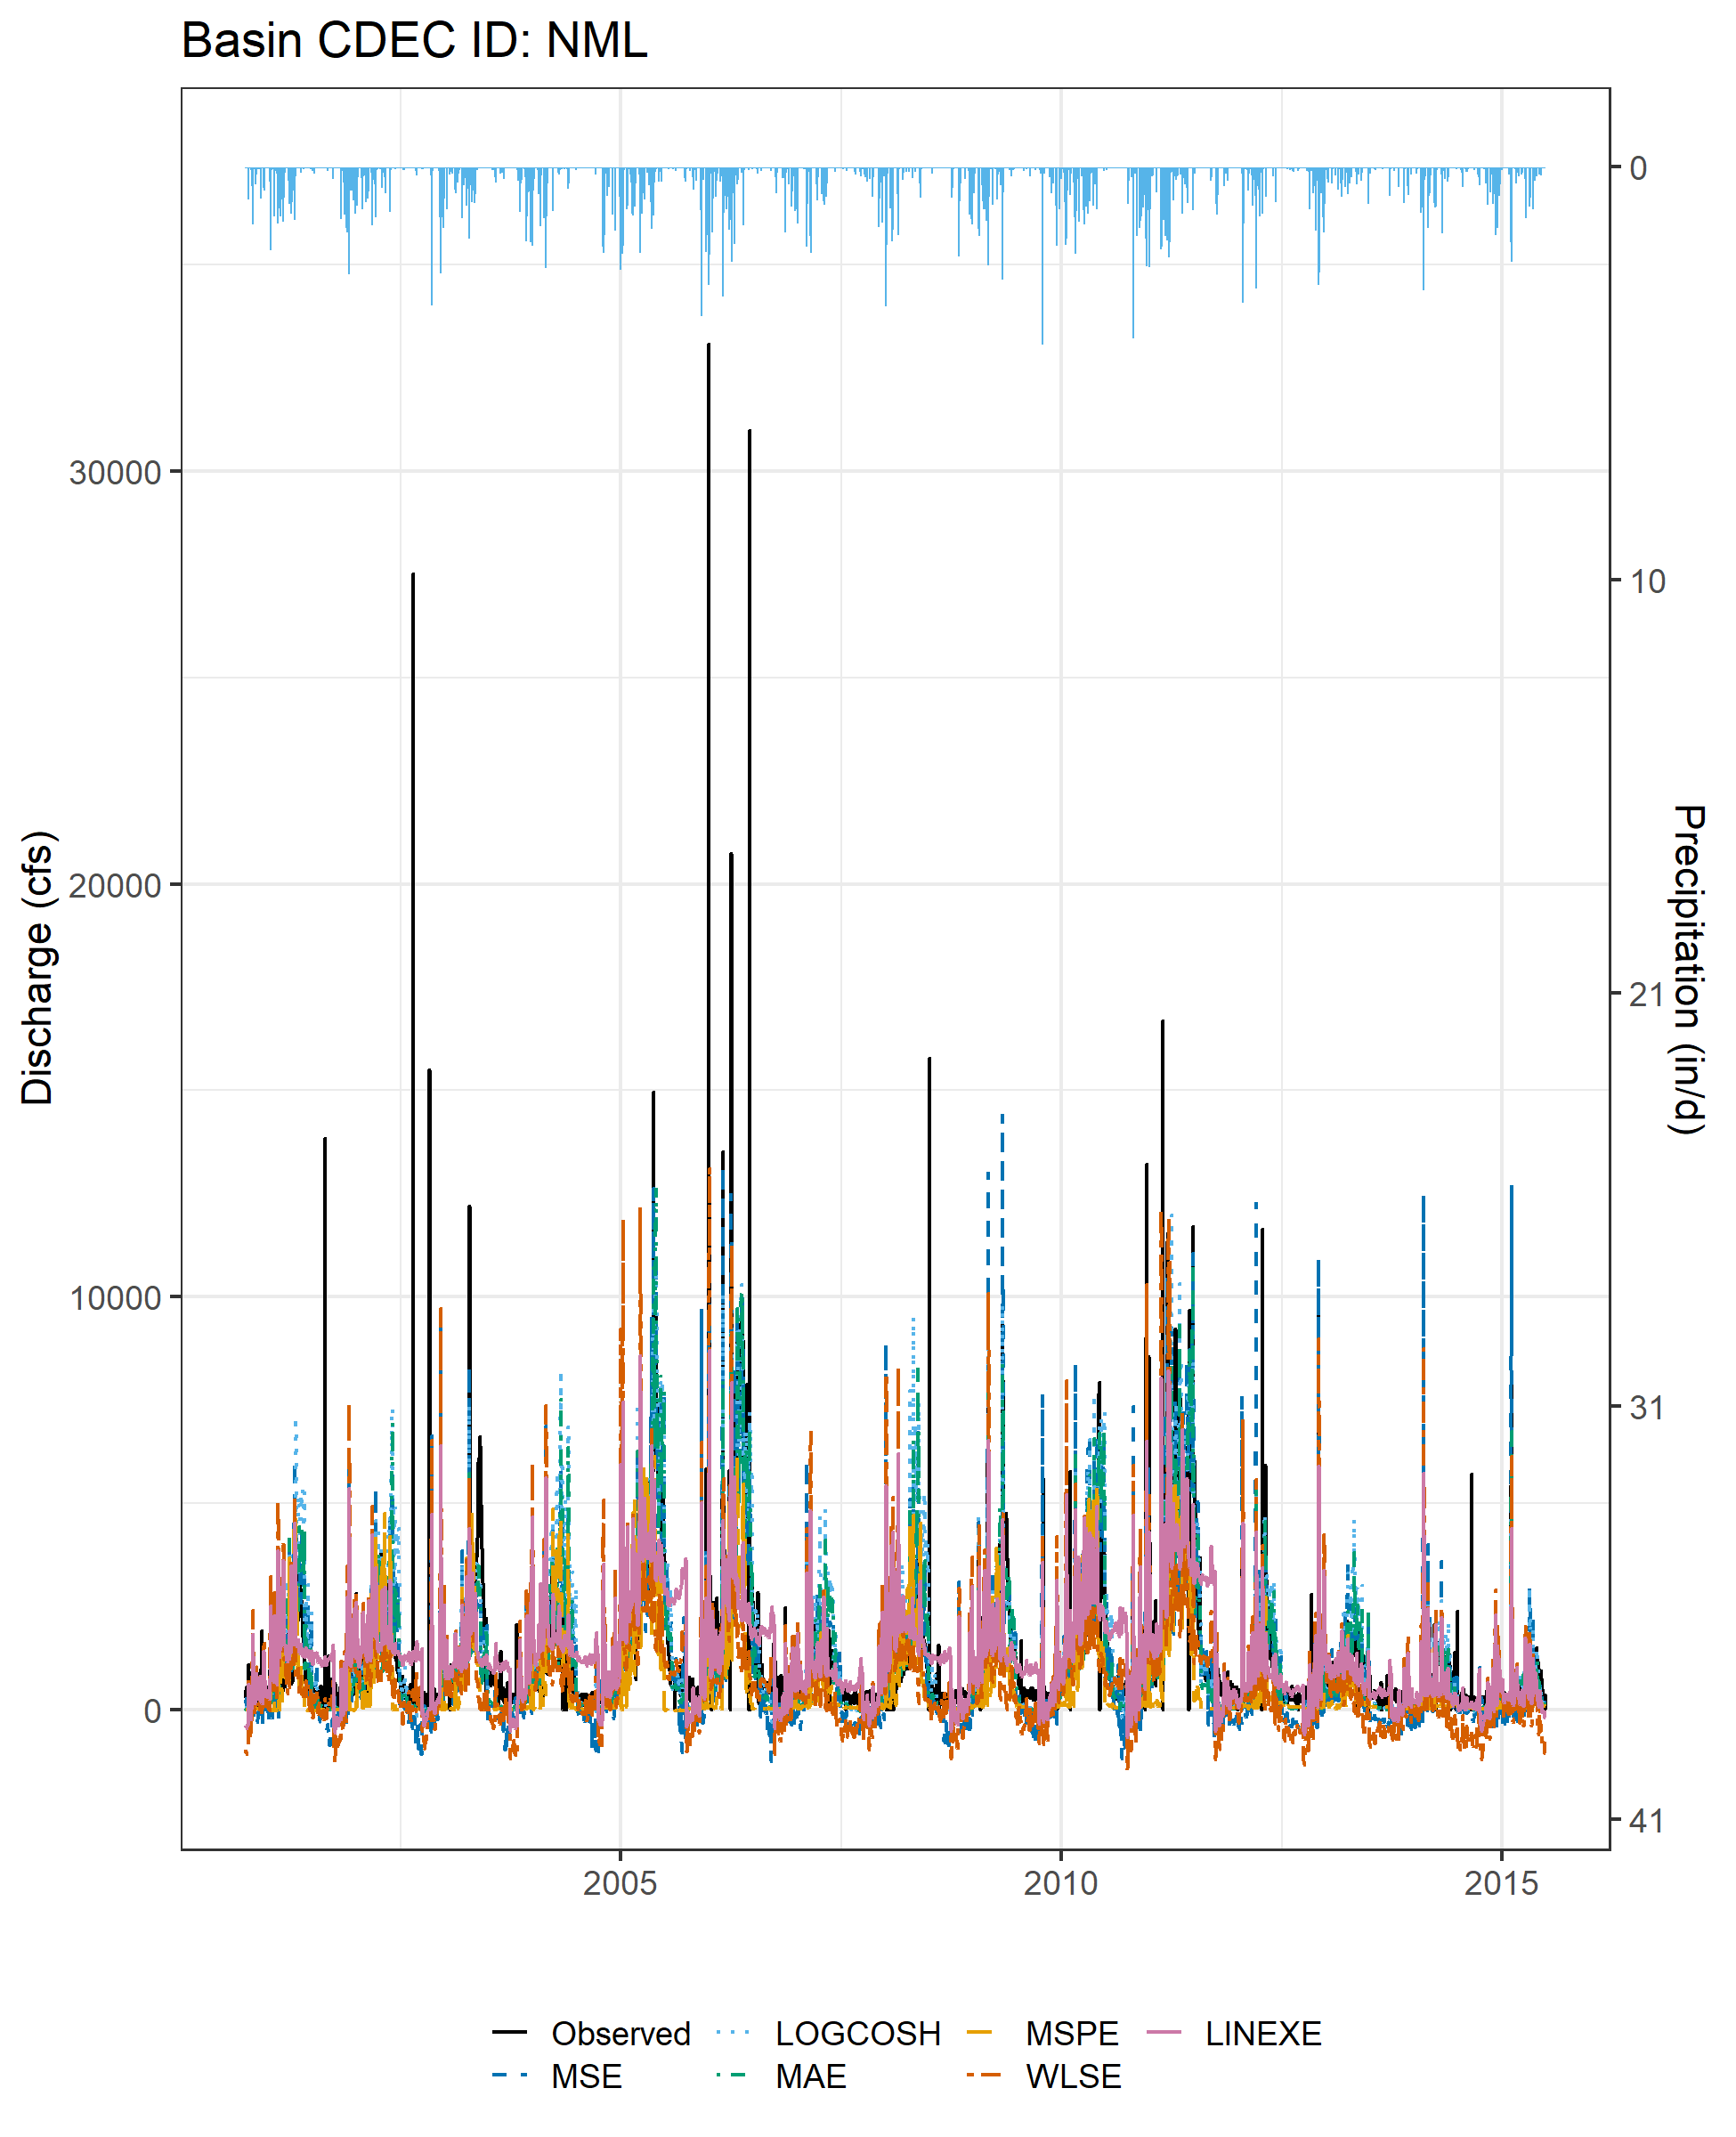 Basin CDEC ID: NML
0
30000
10
20000
21
10000
31
0
41
Discharge (cfs)
Precipitation (in/d)
2005 2010 2015
Observed LOGCOSH MSPE LINEXE
MSE MAE WLSE